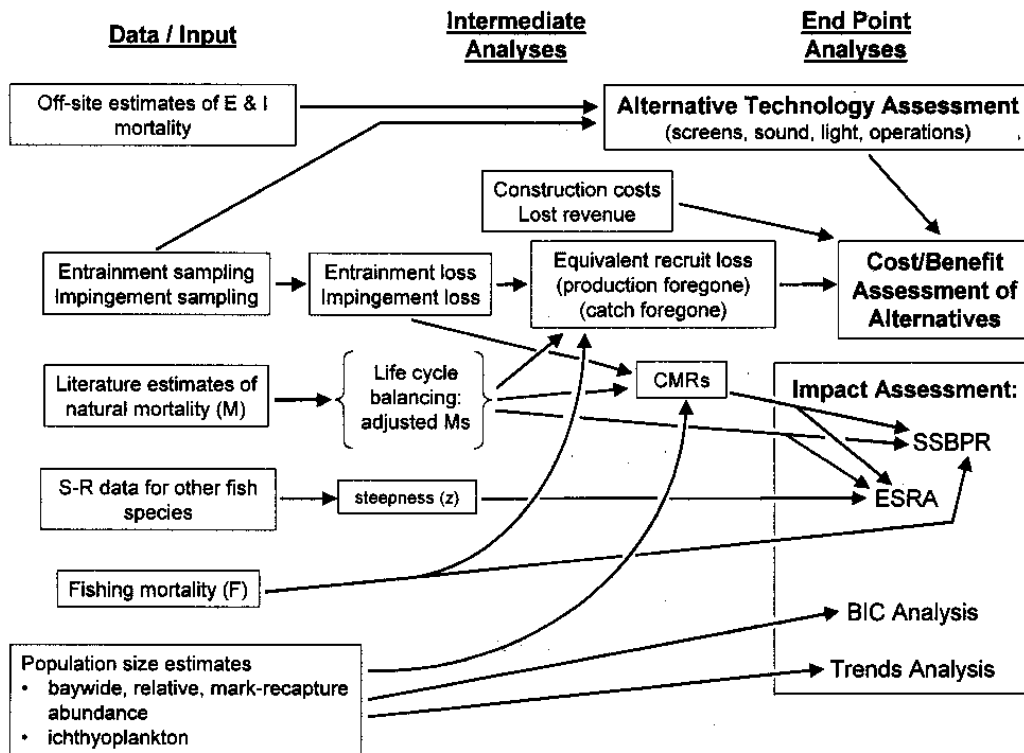 Data / Input
Intermediate
Analyses
End Point
Analyses
Off-site estimates of E & I
mortality
Alternative Technology Assessment
(screens, sound, light, operations)
Construction costs
Lost revenue
Entrainment sampling
Impingement sampling
Entrainment loss
Impingement loss
Equivalent recruit loss
(production foregone)
(catch foregone)
Cost/Benefit
Assessment of
Alternatives
Literature estimates of
natural mortality (M)
Life cycle
balancing:
adjusted Ms
CMRs
Impact Assessment:
SSBPR
S-R data for other fish
species
steepness (z)
ESRA
Fishing mortality (F)
BIC Analysis
Population size estimates
• baywide, relative, mark-recapture
abundance
• ichthyoplankton
Trends Analysis